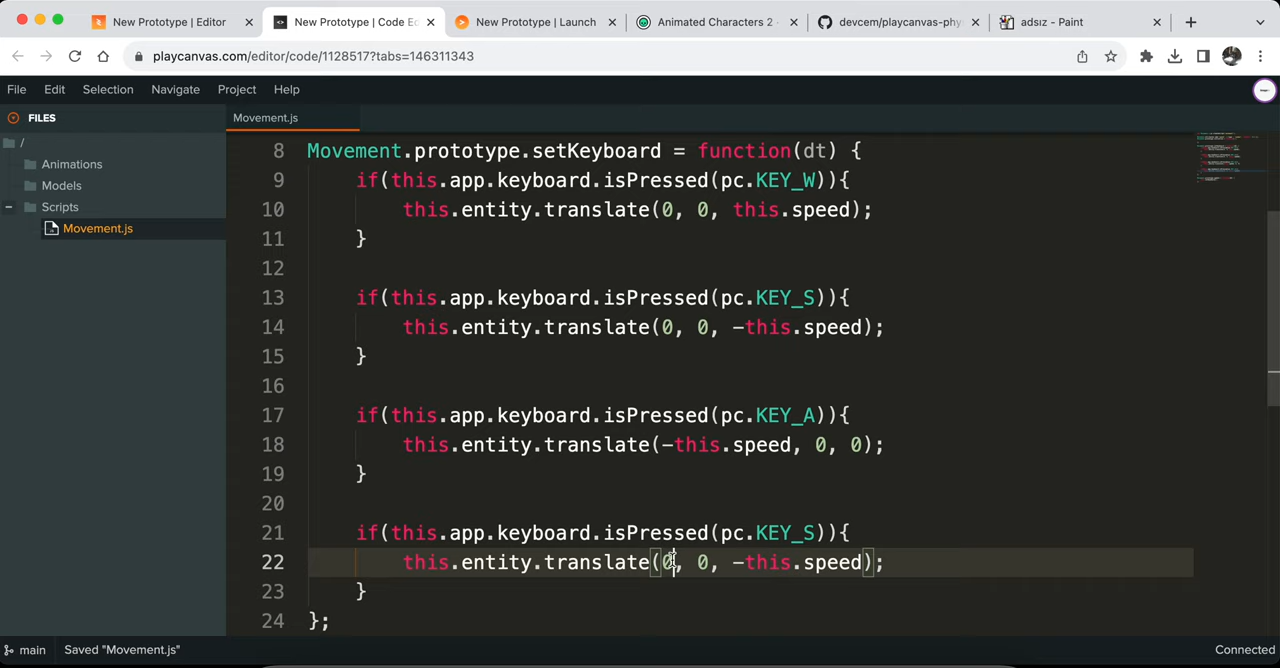 New Prototype | Editor
New Prototype | Code Ed
New Prototype | Launch
Animated Characters 2 -
devcem/playcanvas-phy
adsız - Paint
playcanvas.com/editor/code/1128517?tabs=146311343
File Edit Selection Navigate Project Help
FILES
Movement.js
/
Animations
Models
Scripts
Movement.js
8 Movement.prototype.setKeyboard = function(dt) {
9 if(this.app.keyboard.isPressed(pc.KEY_W)){
10 this.entity.translate(0, 0, this.speed);
11 }
12
13 if(this.app.keyboard.isPressed(pc.KEY_S)){
14 this.entity.translate(0, 0, -this.speed);
15 }
16
17 if(this.app.keyboard.isPressed(pc.KEY_A)){
18 this.entity.translate(-this.speed, 0, 0);
19 }
20
21 if(this.app.keyboard.isPressed(pc.KEY_S)){
22 this.entity.translate(0, 0, -this.speed);
23 }
24 };
main
Saved "Movement.js"
Connected